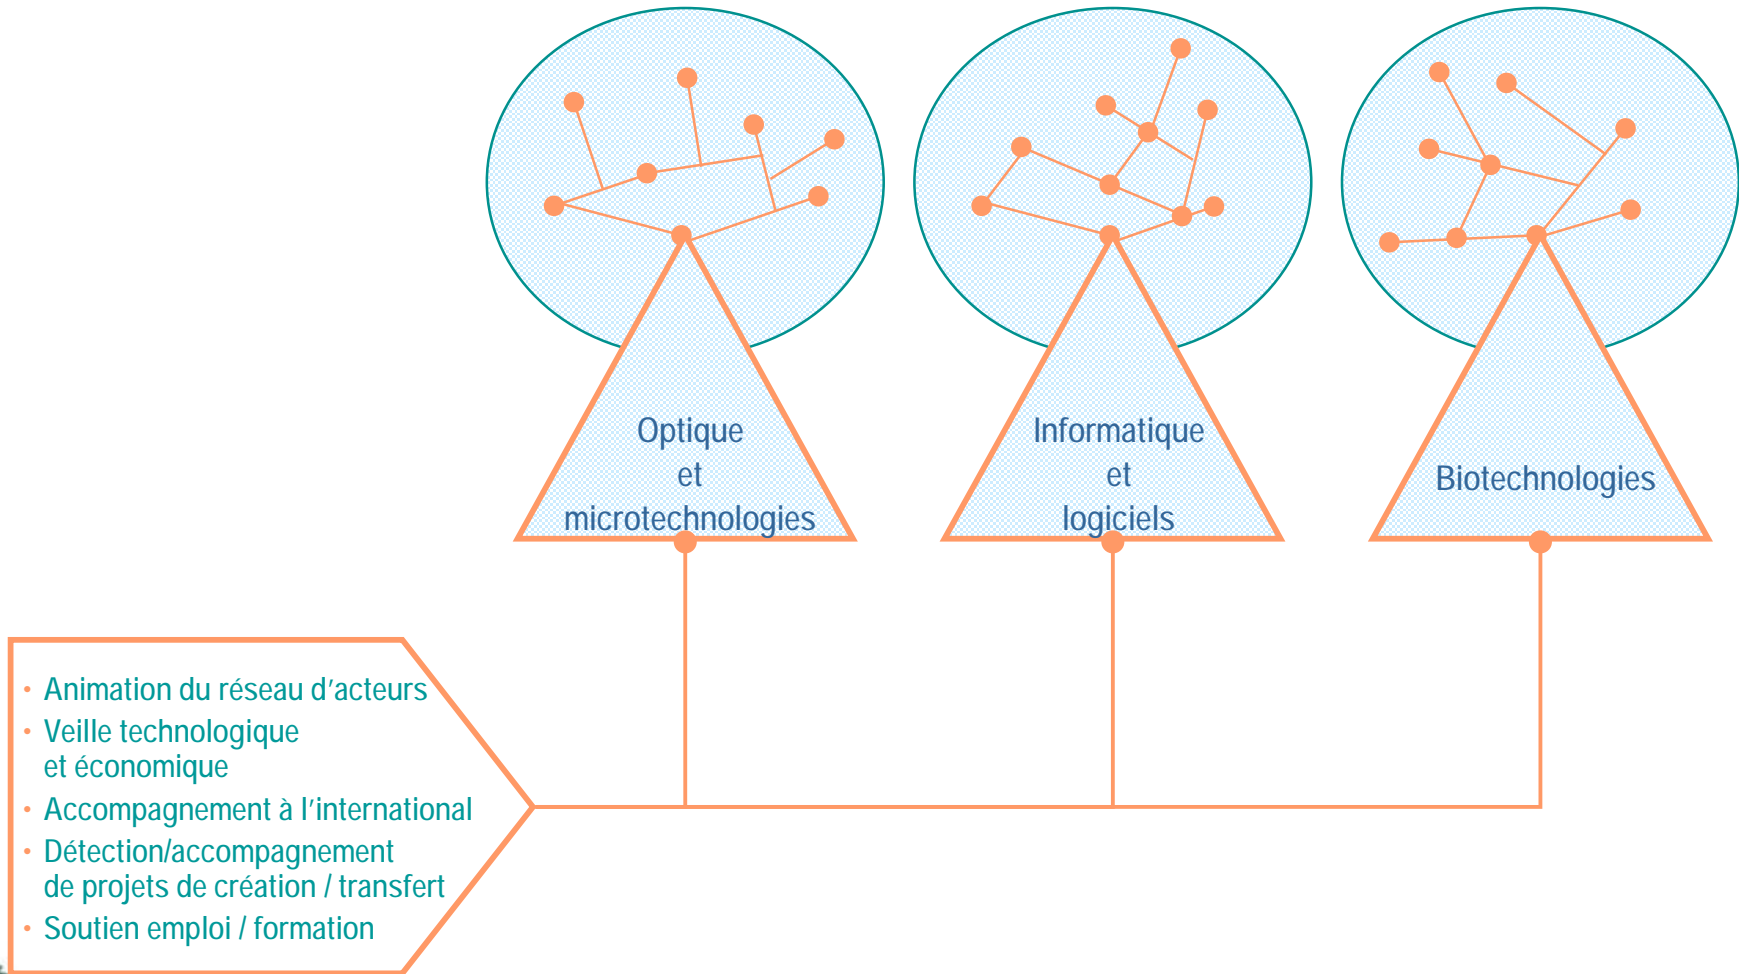 Optique
et
microtechnologies
Informatique
et
logiciels
Biotechnologies
• Animation du réseau d’acteurs
• Veille technologique
et économique
• Accompagnement à l’international
• Détection/accompagnement
de projets de création / transfert
• Soutien emploi / formation